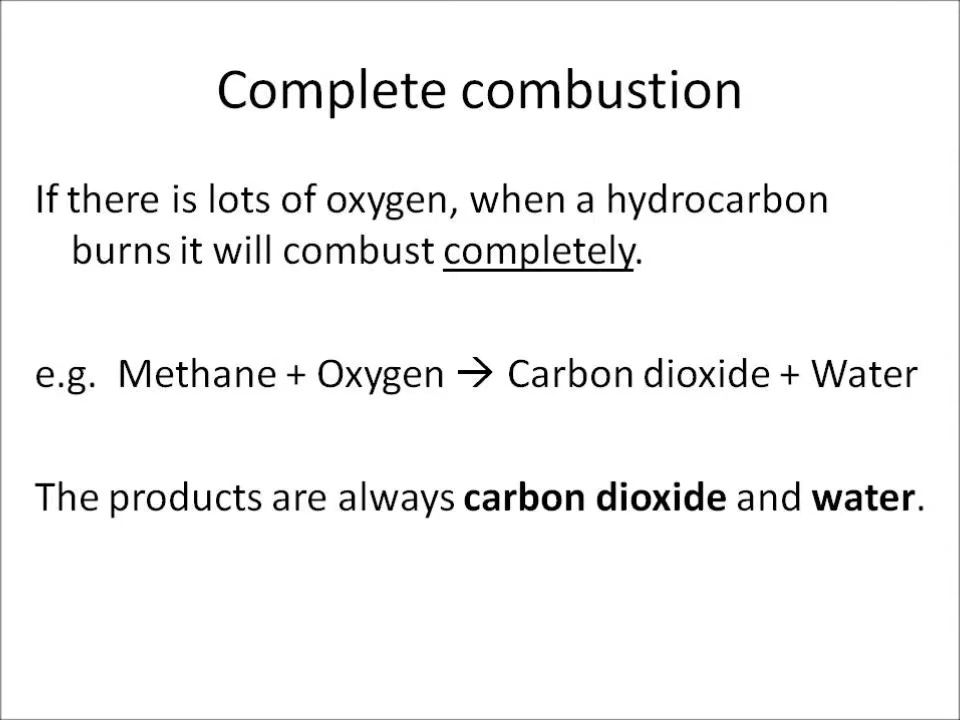 Complete combustion
If there is lots of oxygen, when a hydrocarbon
burns it will combust completely.
e.g. Methane + Oxygen → Carbon dioxide + Water
The products are always carbon dioxide and water.